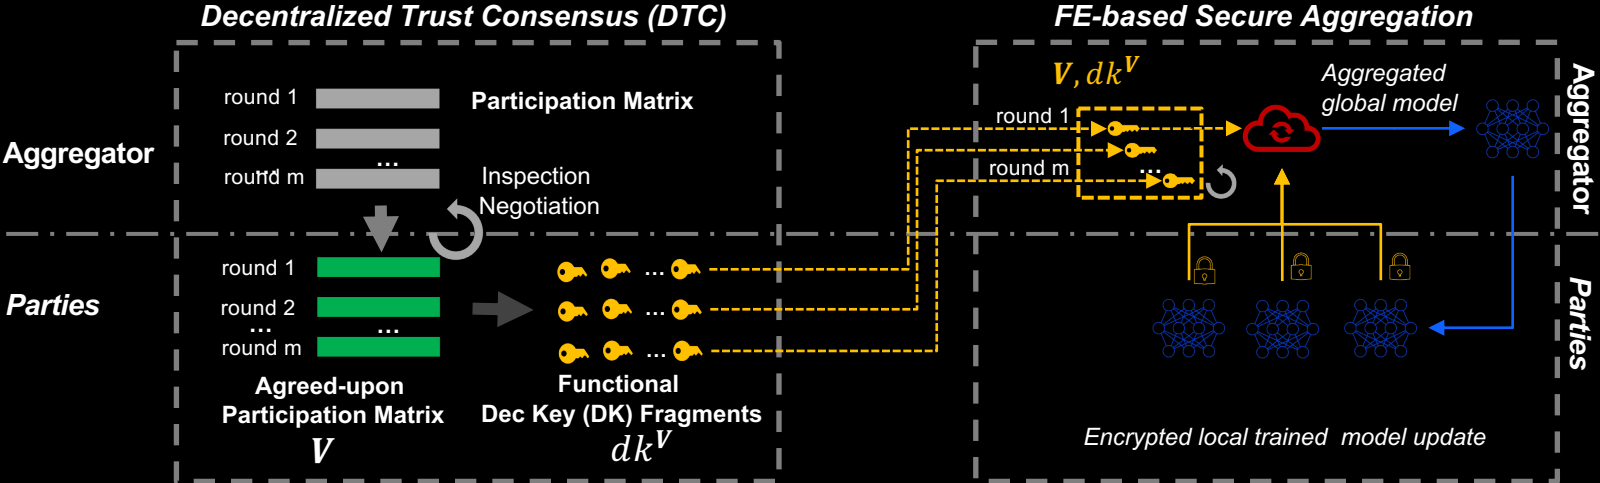 Decentralized Trust Consensus (DTC)
Aggregator
Parties
round 1
round 2
...
...
round m
Participation Matrix
Inspection
Negotiation
round 1
round 2
...
...
round m
Agreed-upon
Participation Matrix
V
...
...
...
Functional
Dec Key (DK) Fragments
dk^V
FE-based Secure Aggregation
V, dk^V
round 1
...
round m
Aggregated
global model
Aggregator
Parties
Encrypted local trained model update